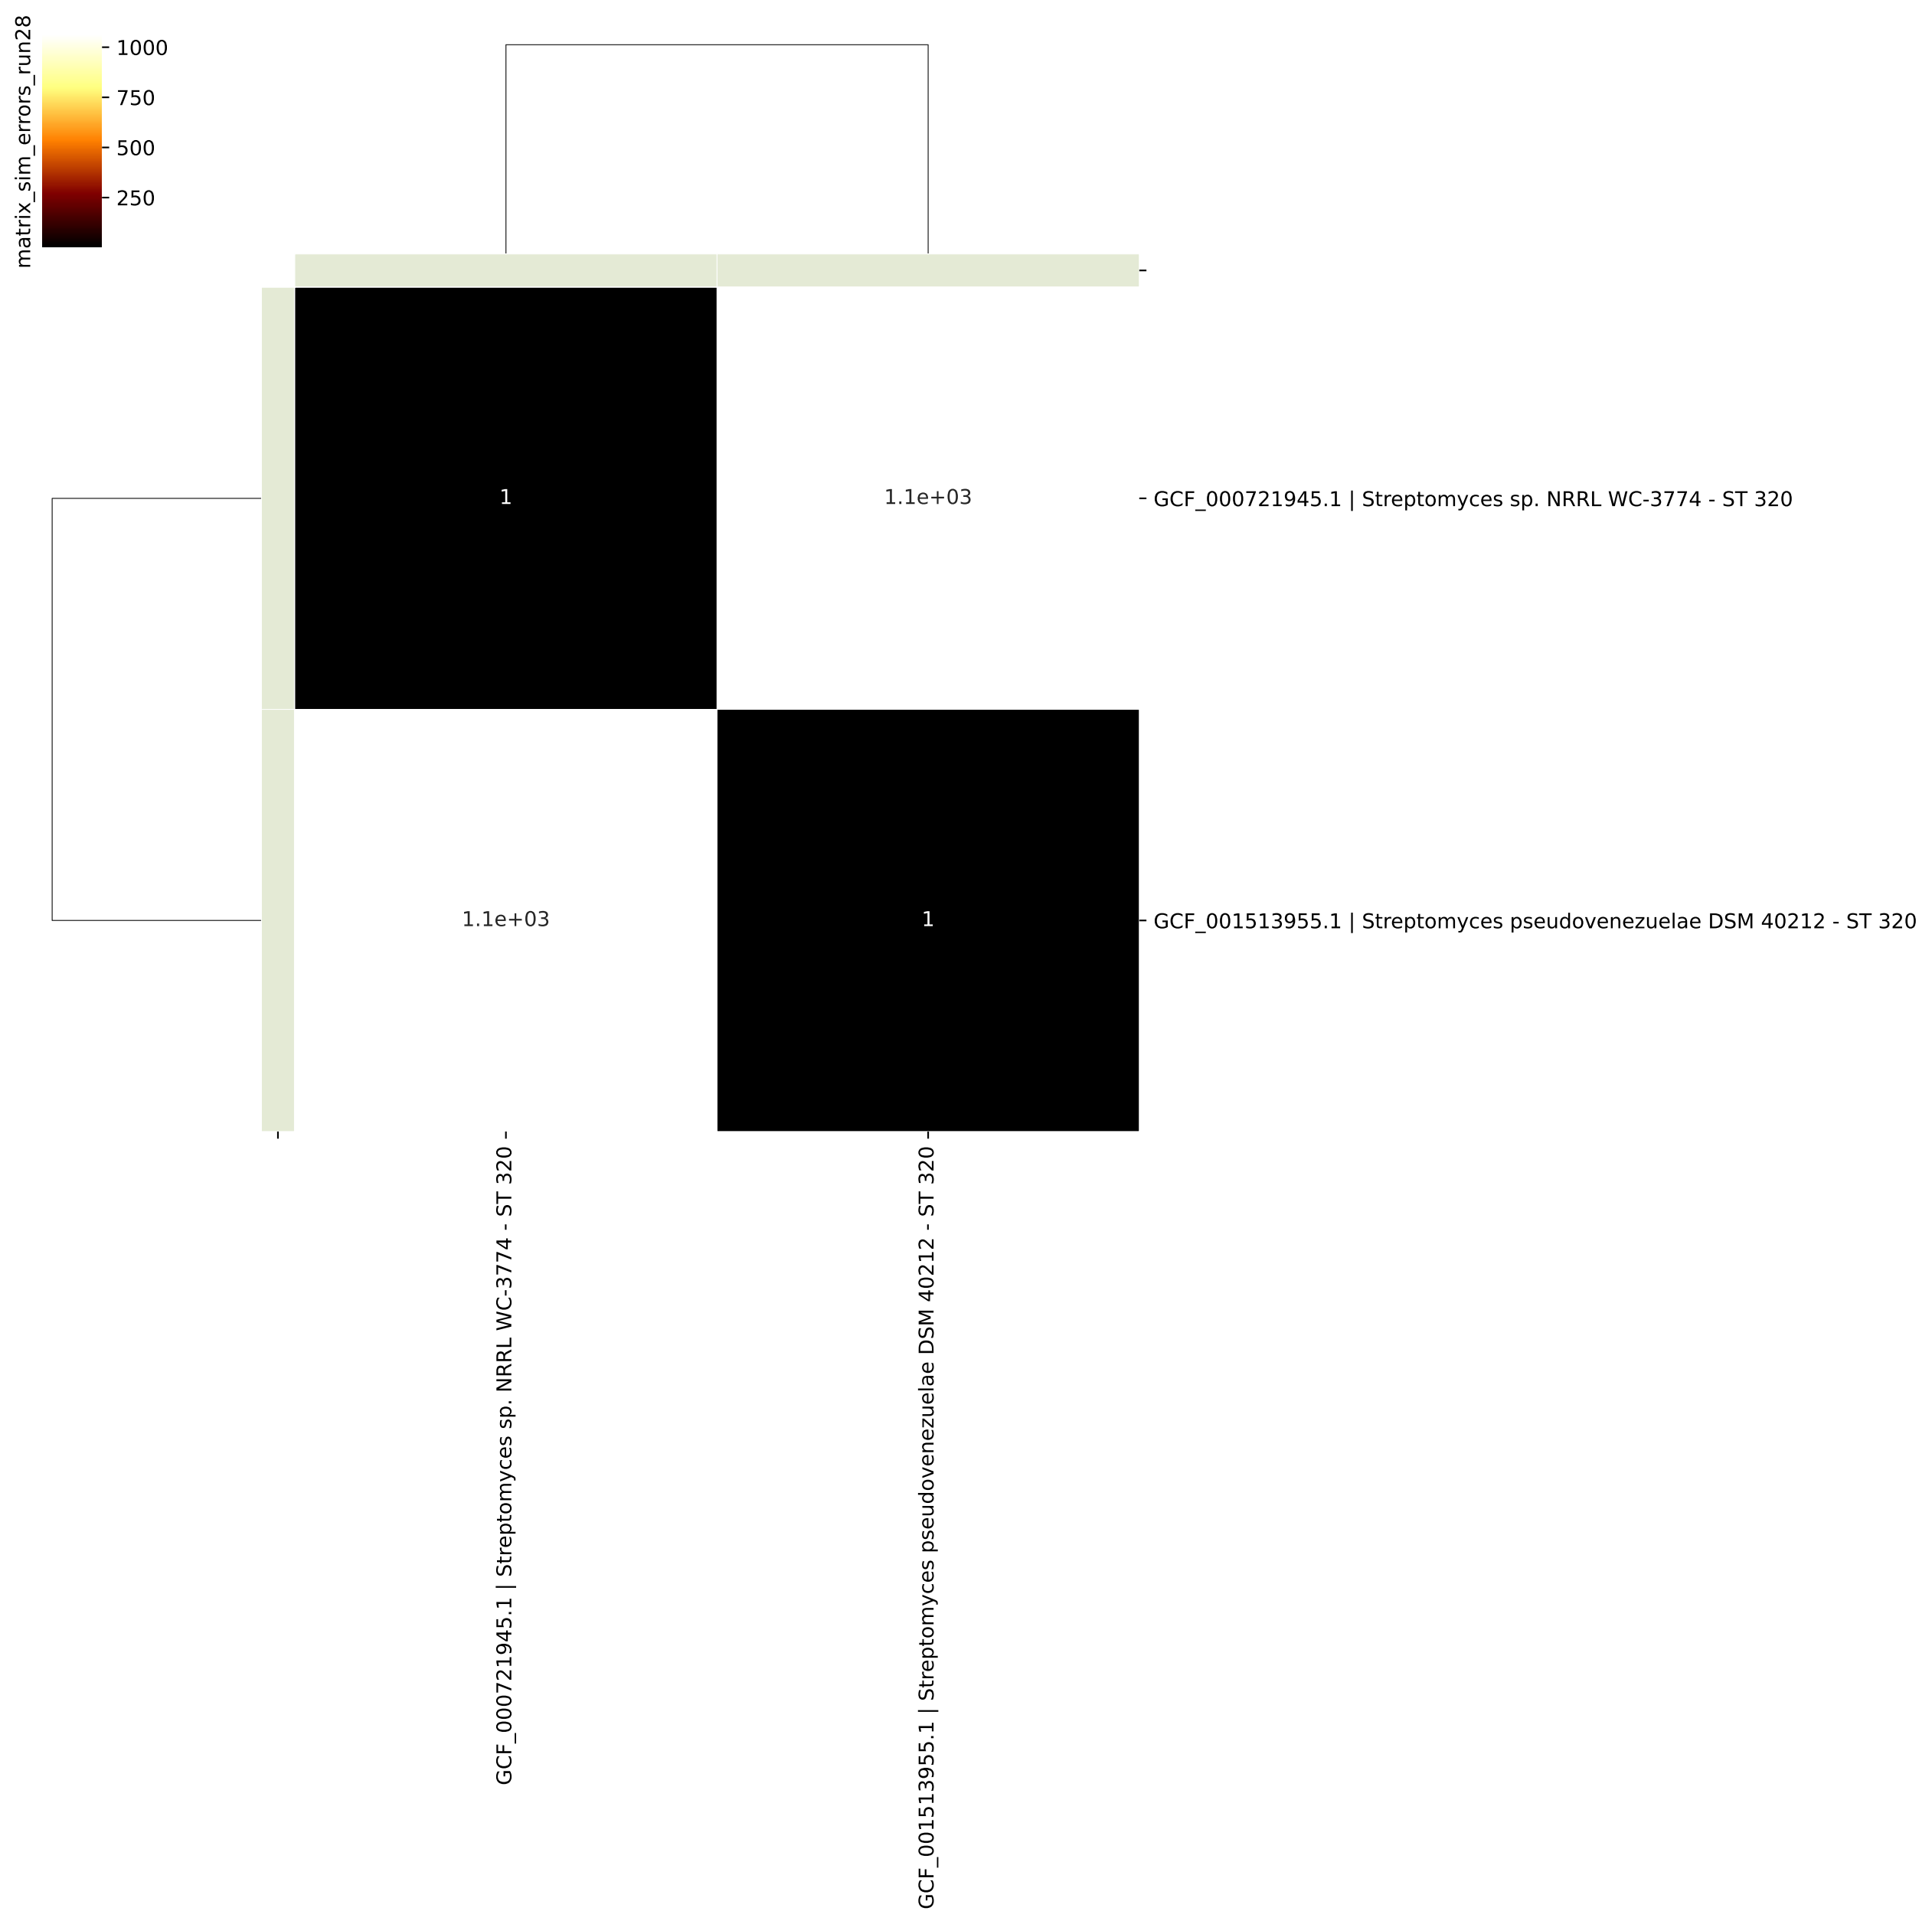 matrix_sim_errors_run28
1000
750
500
250
1
1.1e+03
GCF_000721945.1 | Streptomyces sp. NRRL WC-3774 - ST 320
1.1e+03
1
GCF_001513955.1 | Streptomyces pseudovenezuelae DSM 40212 - ST 320
GCF_000721945.1 | Streptomyces sp. NRRL WC-3774 - ST 320
GCF_001513955.1 | Streptomyces pseudovenezuelae DSM 40212 - ST 320